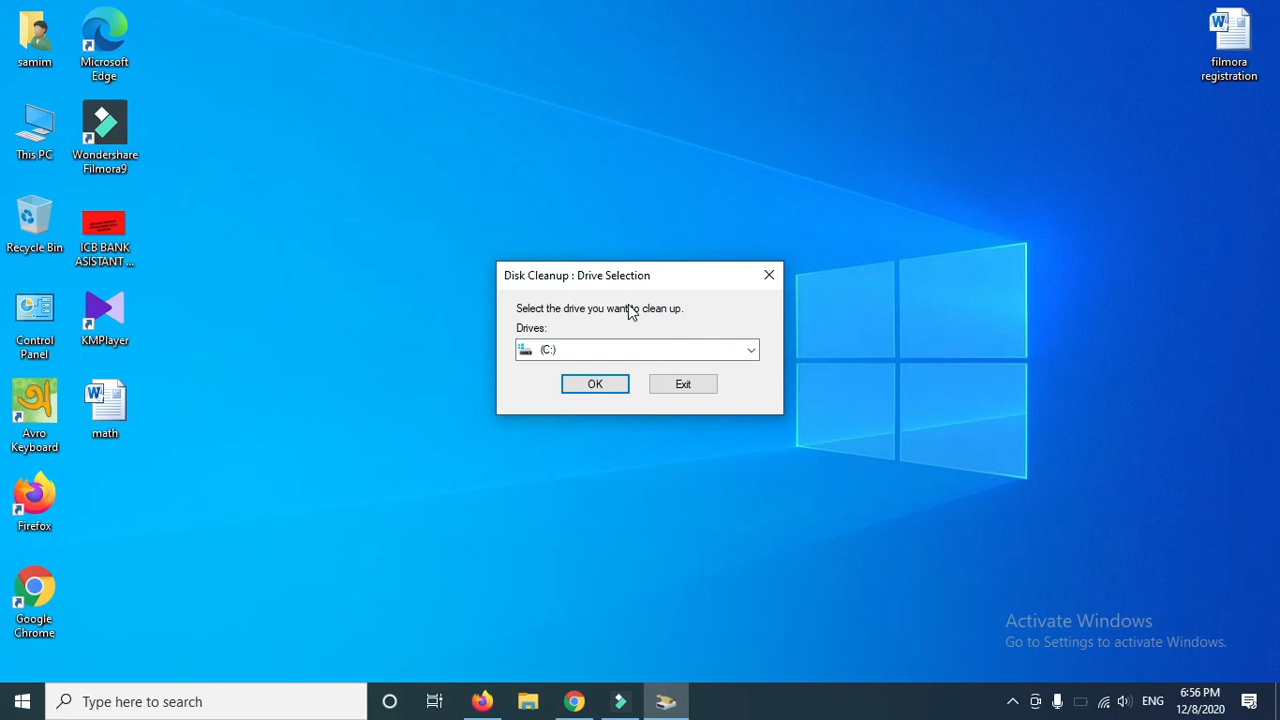 samim
Microsoft
Edge
This PC
Wondershare
Filmora9
Recycle Bin
ICB BANK
ASISTANT ...
Control
Panel
KMPlayer
অ
Avro
Keyboard
math
Firefox
Google
Chrome
filmora
registration
Disk Cleanup : Drive Selection
Select the drive you want to clean up.
Drives:
(C:)
OK
Exit
Activate Windows
Go to Settings to activate Windows.
Type here to search
ENG
6:56 PM
12/8/2020